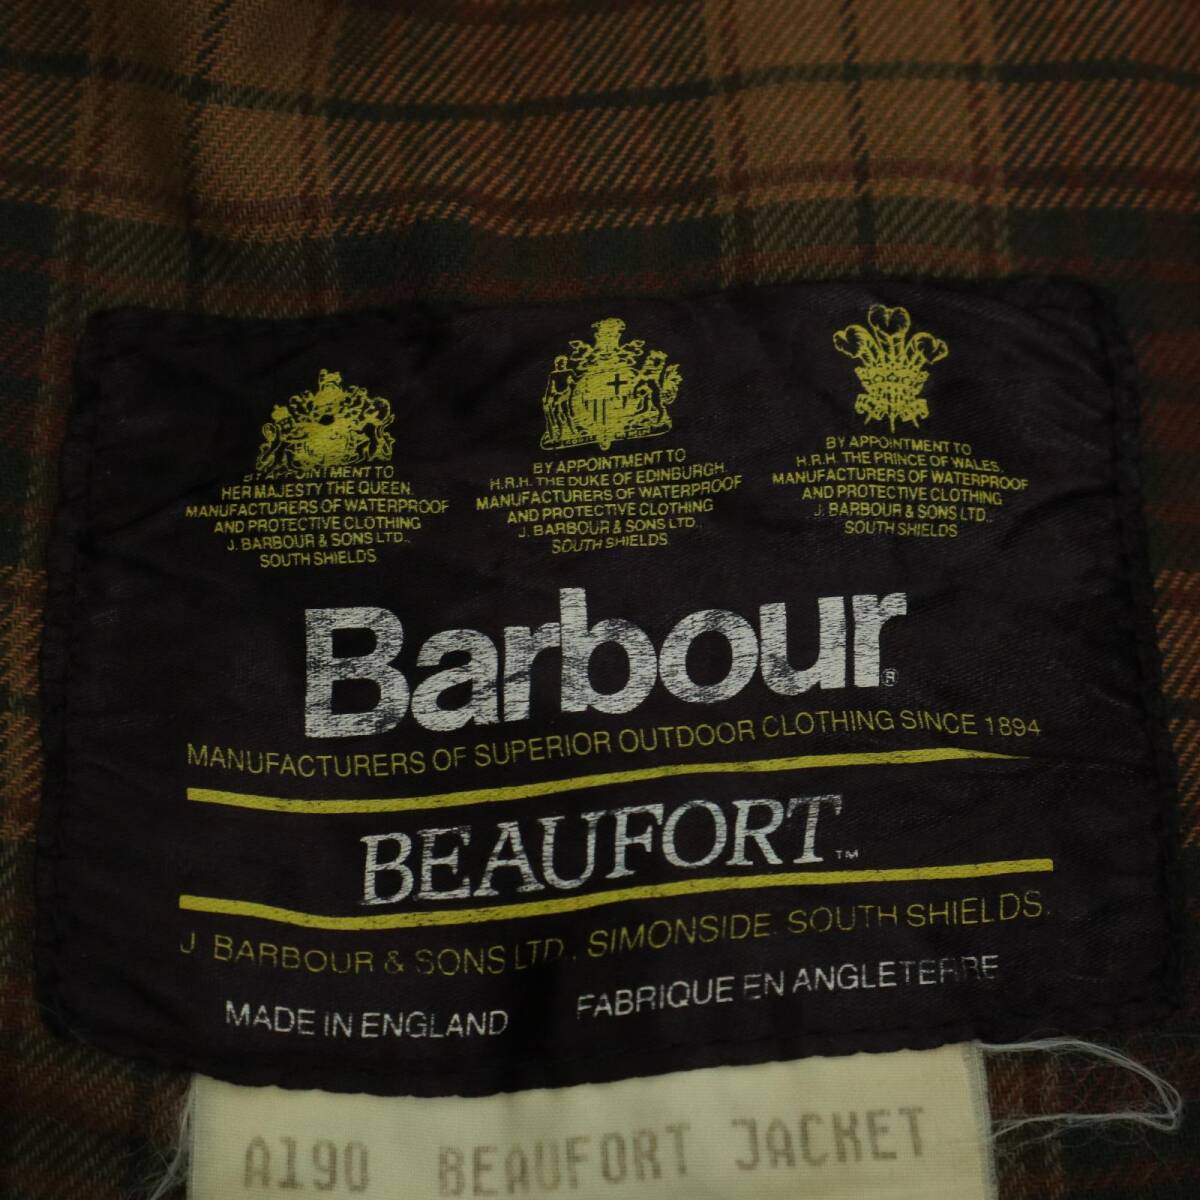 BY APPOINTMENT TO
HER MAJESTY THE QUEEN.
MANUFACTURERS OF WATERPROOF
AND PROTECTIVE CLOTHING
J. BARBOUR & SONS LTD.,
SOUTH SHIELDS
BY APPOINTMENT TO
H.R.H. THE DUKE OF EDINBURGH
MANUFACTURERS OF WATERPROOF
AND PROTECTIVE CLOTHING
J. BARBOUR & SONS LTD.
SOUTH SHIELDS.
BY APPOINTMENT TO
H.R.H. THE PRINCE OF WALES.
MANUFACTURERS OF WATERPROOF
AND PROTECTIVE CLOTHING
J. BARBOUR & SONS LTD.,
SOUTH SHIELDS
Barbour®
MANUFACTURERS OF SUPERIOR OUTDOOR CLOTHING SINCE 1894
BEAUFORT™
J. BARBOUR & SONS LTD., SIMONSIDE. SOUTH SHIELDS.
MADE IN ENGLAND FABRIQUE EN ANGLETERRE
A190 BEAUFORT JACKET